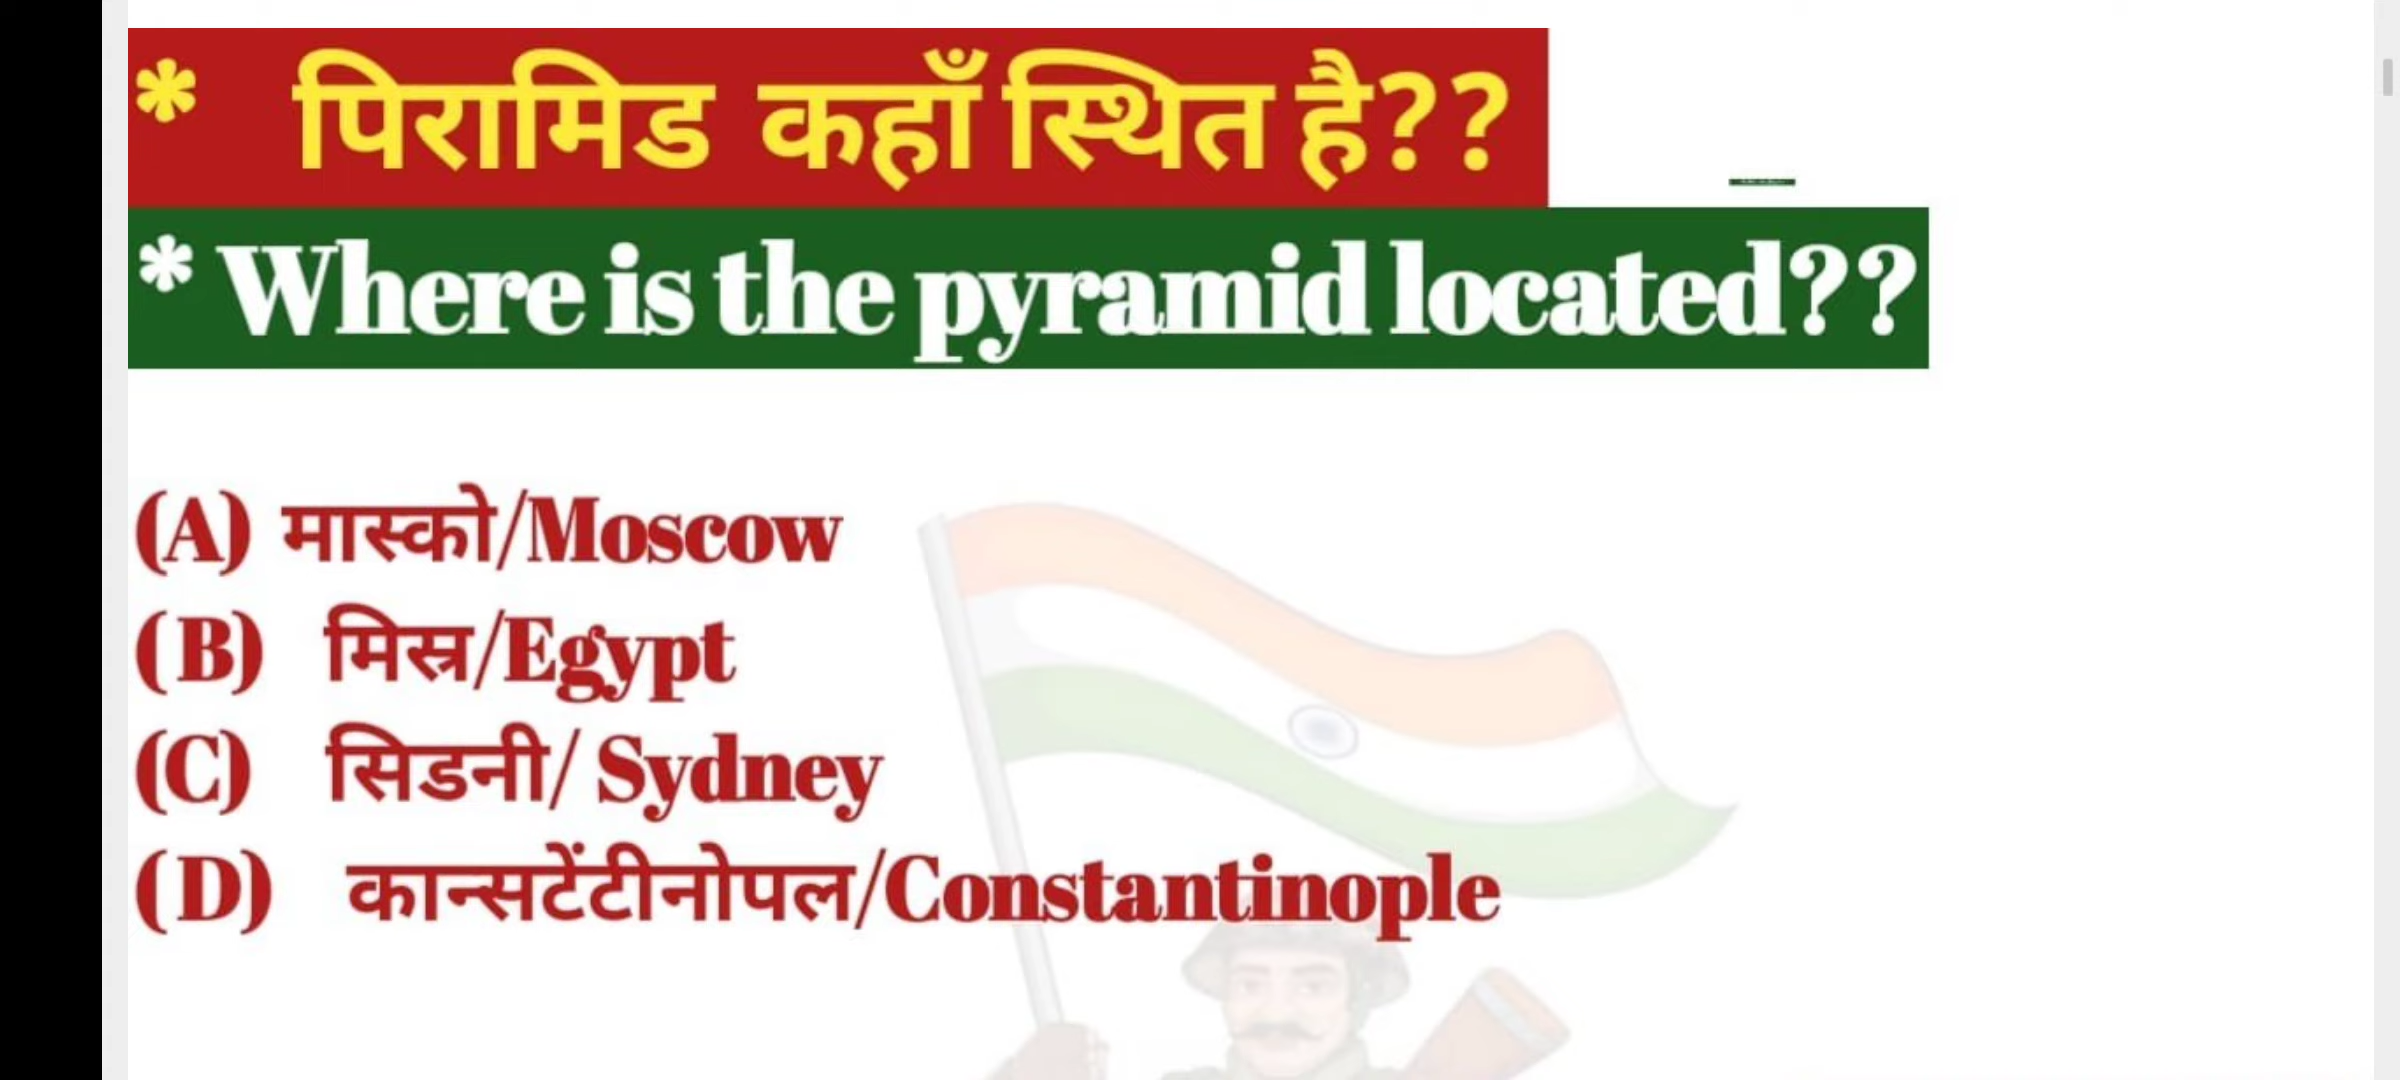 * पिरामिड कहाँ स्थित है??
* Where is the pyramid located??
(A) मास्को/Moscow
(B) मिस्र/Egypt
(C) सिडनी/ Sydney
(D) कान्सटेंटीनोपल/Constantinople